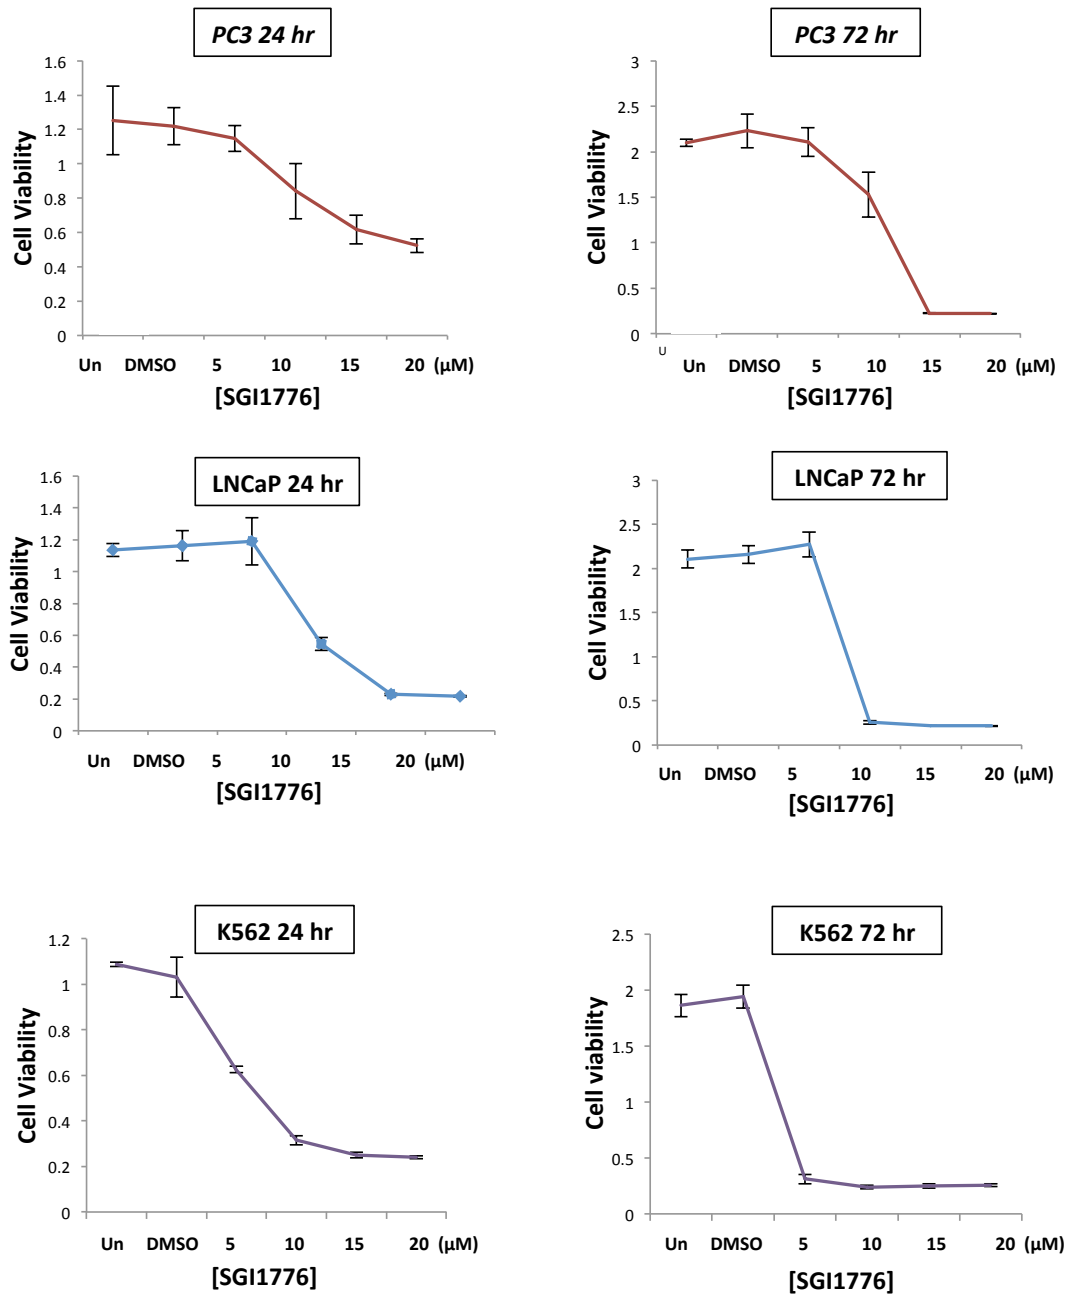 PC3 24 hr
1.6
1.4
1.2
1
0.8
0.6
0.4
0.2
0
Cell Viability
Un DMSO 5 10 15 20 (μM)
[SGI1776]
PC3 72 hr
3
2.5
2
1.5
1
0.5
0
Cell Viability
U
Un DMSO 5 10 15 20 (μM)
[SGI1776]
LNCaP 24 hr
1.6
1.4
1.2
1
0.8
0.6
0.4
0.2
0
Cell Viability
Un DMSO 5 10 15 20 (μM)
[SGI1776]
LNCaP 72 hr
3
2.5
2
1.5
1
0.5
0
Cell Viability
Un DMSO 5 10 15 20 (μM)
[SGI1776]
K562 24 hr
1.2
1
0.8
0.6
0.4
0.2
0
Cell Viability
Un DMSO 5 10 15 20 (μM)
[SGI1776]
K562 72 hr
2.5
2
1.5
1
0.5
0
Cell viability
Un DMSO 5 10 15 20 (μM)
[SGI1776]